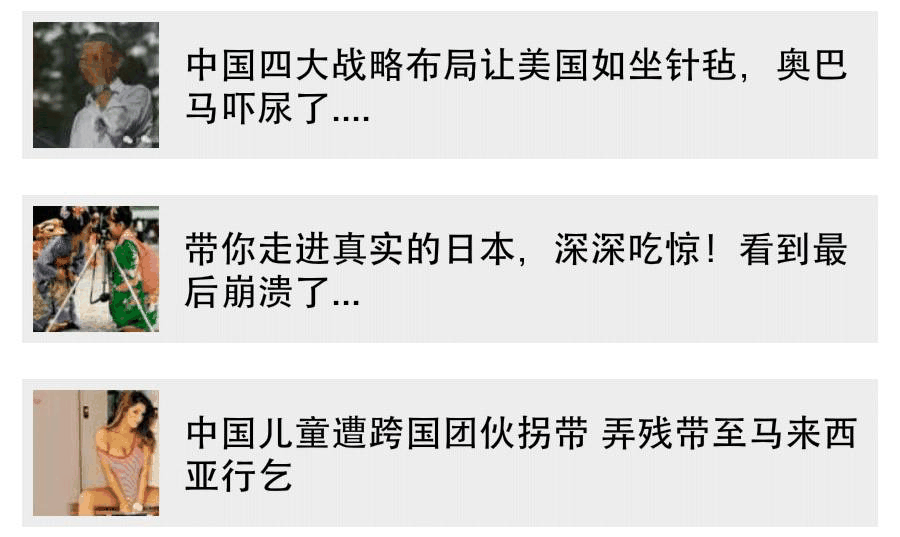 中国四大战略布局让美国如坐针毡，奥巴
马吓尿了....
带你走进真实的日本，深深吃惊！看到最
后崩溃了...
中国儿童遭跨国团伙拐带 弄残带至马来西
亚行乞